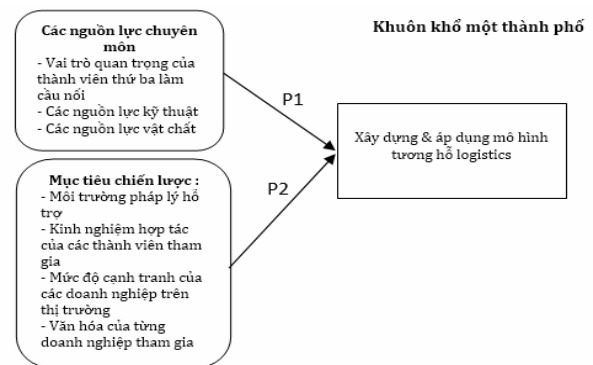 Các nguồn lực chuyên
môn
- Vai trò quan trọng của
thành viên thứ ba làm
cầu nối
- Các nguồn lực kỹ thuật
- Các nguồn lực vật chất
Khuôn khổ một thành phố
P1
Xây dựng & áp dụng mô hình
tương hỗ logistics
P2
Mục tiêu chiến lược :
- Môi trường pháp lý hỗ
trợ
- Kinh nghiệm hợp tác
của các thành viên tham
gia
- Mức độ cạnh tranh của
các doanh nghiệp trên
thị trường
- Văn hóa của từng
doanh nghiệp tham gia